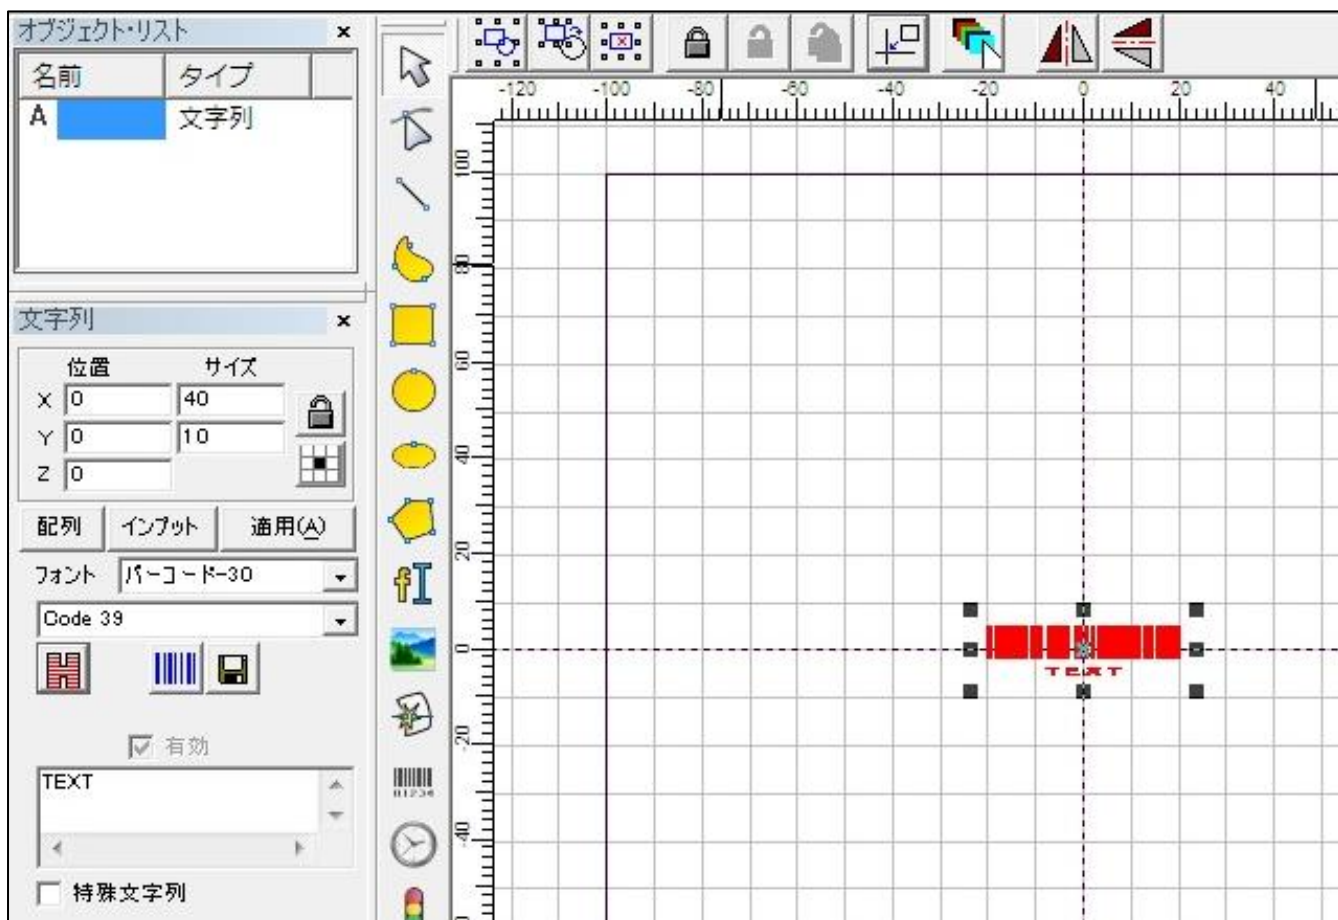 オブジェクト・リスト
名前 タイプ
A 文字列
文字列
位置 サイズ
X 0 40
Y 0 10
Z 0
配列 インプット 適用(A)
フォント バーコード-30
Code 39
有効
TEXT
特殊文字列
-120 -100 -80 -60 -40 -20 0 20 40
100
80
60
40
20
0
-20
-40
TEXT
01234